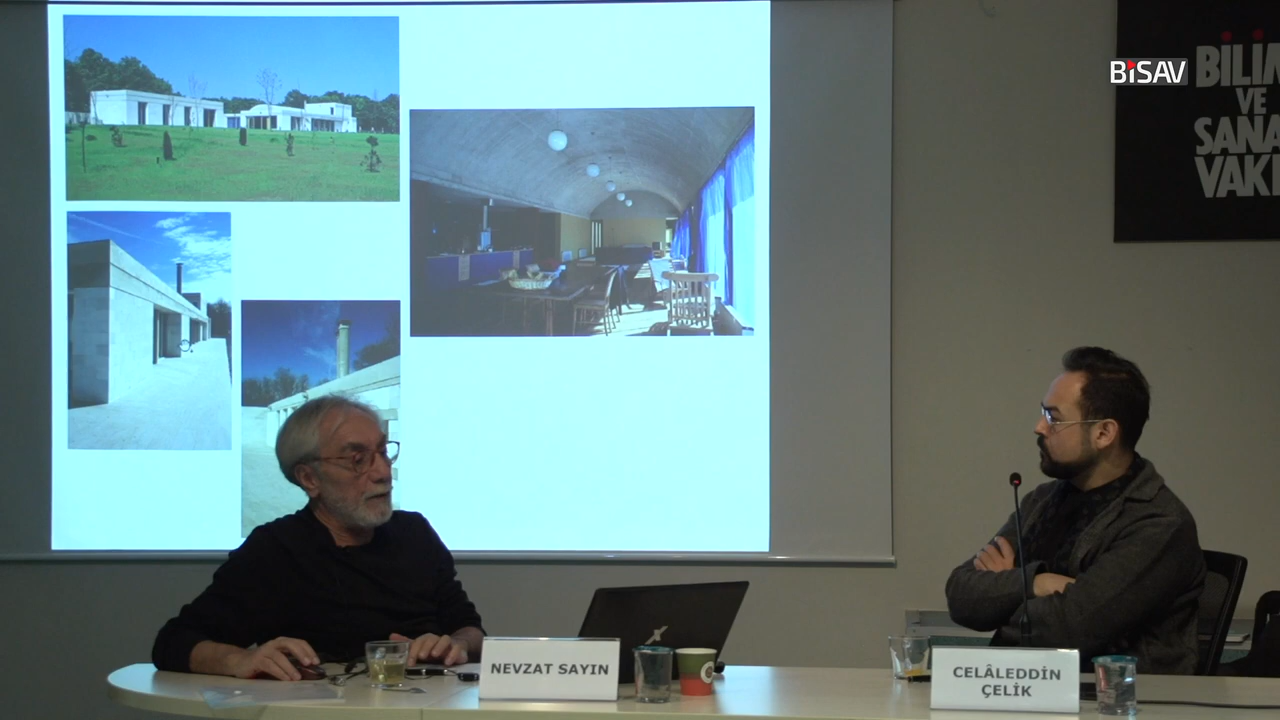 BİSAV
BİLİM
VE
SANA
VAKI
NEVZAT SAYIN
CELÂLEDDİN
ÇELİK